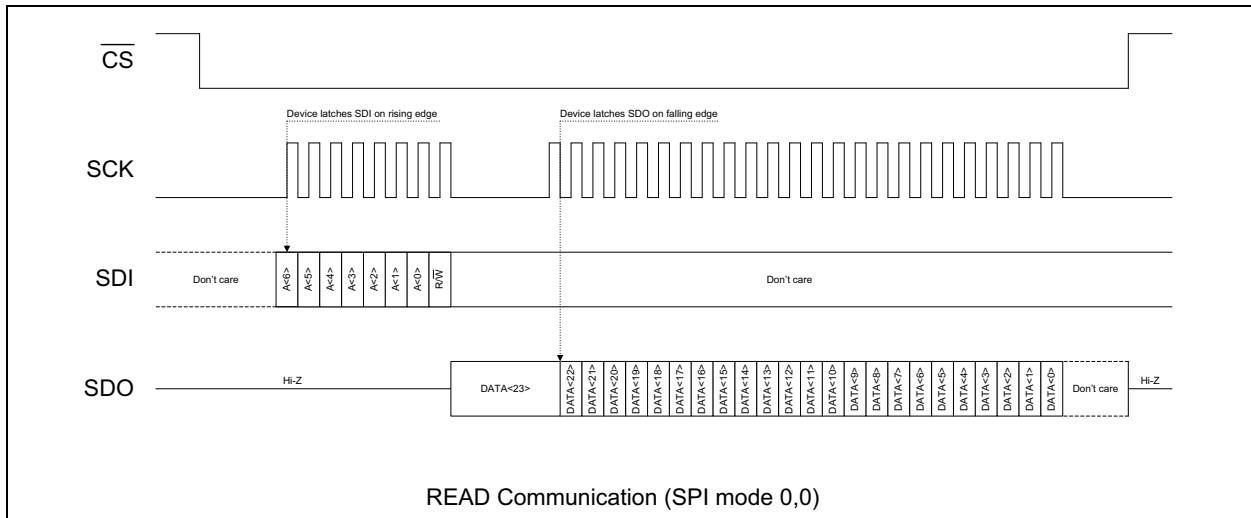 CS
Device latches SDI on rising edge
Device latches SDO on falling edge
SCK
SDI
Don't care
A<6>
A<5>
A<4>
A<3>
A<2>
A<1>
A<0>
R/W
Don't care
SDO
Hi-Z
DATA<23>
DATA<22>
DATA<21>
DATA<20>
DATA<19>
DATA<18>
DATA<17>
DATA<16>
DATA<15>
DATA<14>
DATA<13>
DATA<12>
DATA<11>
DATA<10>
DATA<9>
DATA<8>
DATA<7>
DATA<6>
DATA<5>
DATA<4>
DATA<3>
DATA<2>
DATA<1>
DATA<0>
Don't care
Hi-Z
READ Communication (SPI mode 0,0)